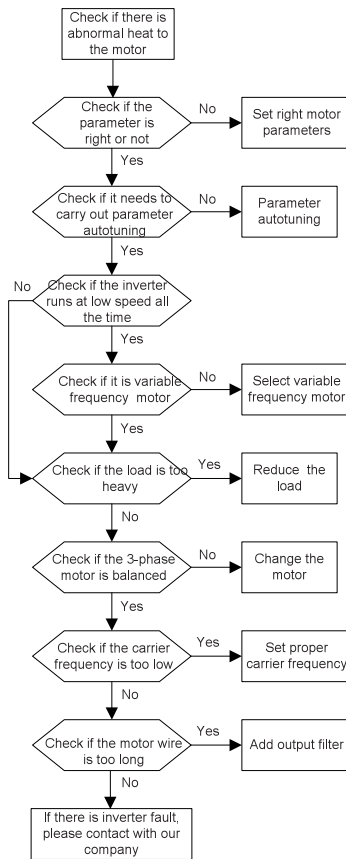 Check if there is
abnormal heat to
the motor
Check if the
parameter is
right or not
No
Set right motor
parameters
Yes
Check if it needs to
carry out parameter
autotuning
No
Parameter
autotuning
Yes
No
Check if the inverter
runs at low speed all
the time
Yes
Check if it is variable
frequency motor
No
Select variable
frequency motor
Yes
Check if the load is too
heavy
Yes
Reduce the
load
No
Check if the 3-phase
motor is balanced
No
Change the
motor
Yes
Check if the carrier
frequency is too low
Yes
Set proper
carrier frequency
No
Check if the motor wire
is too long
Yes
Add output filter
No
If there is inverter fault,
please contact with our
company